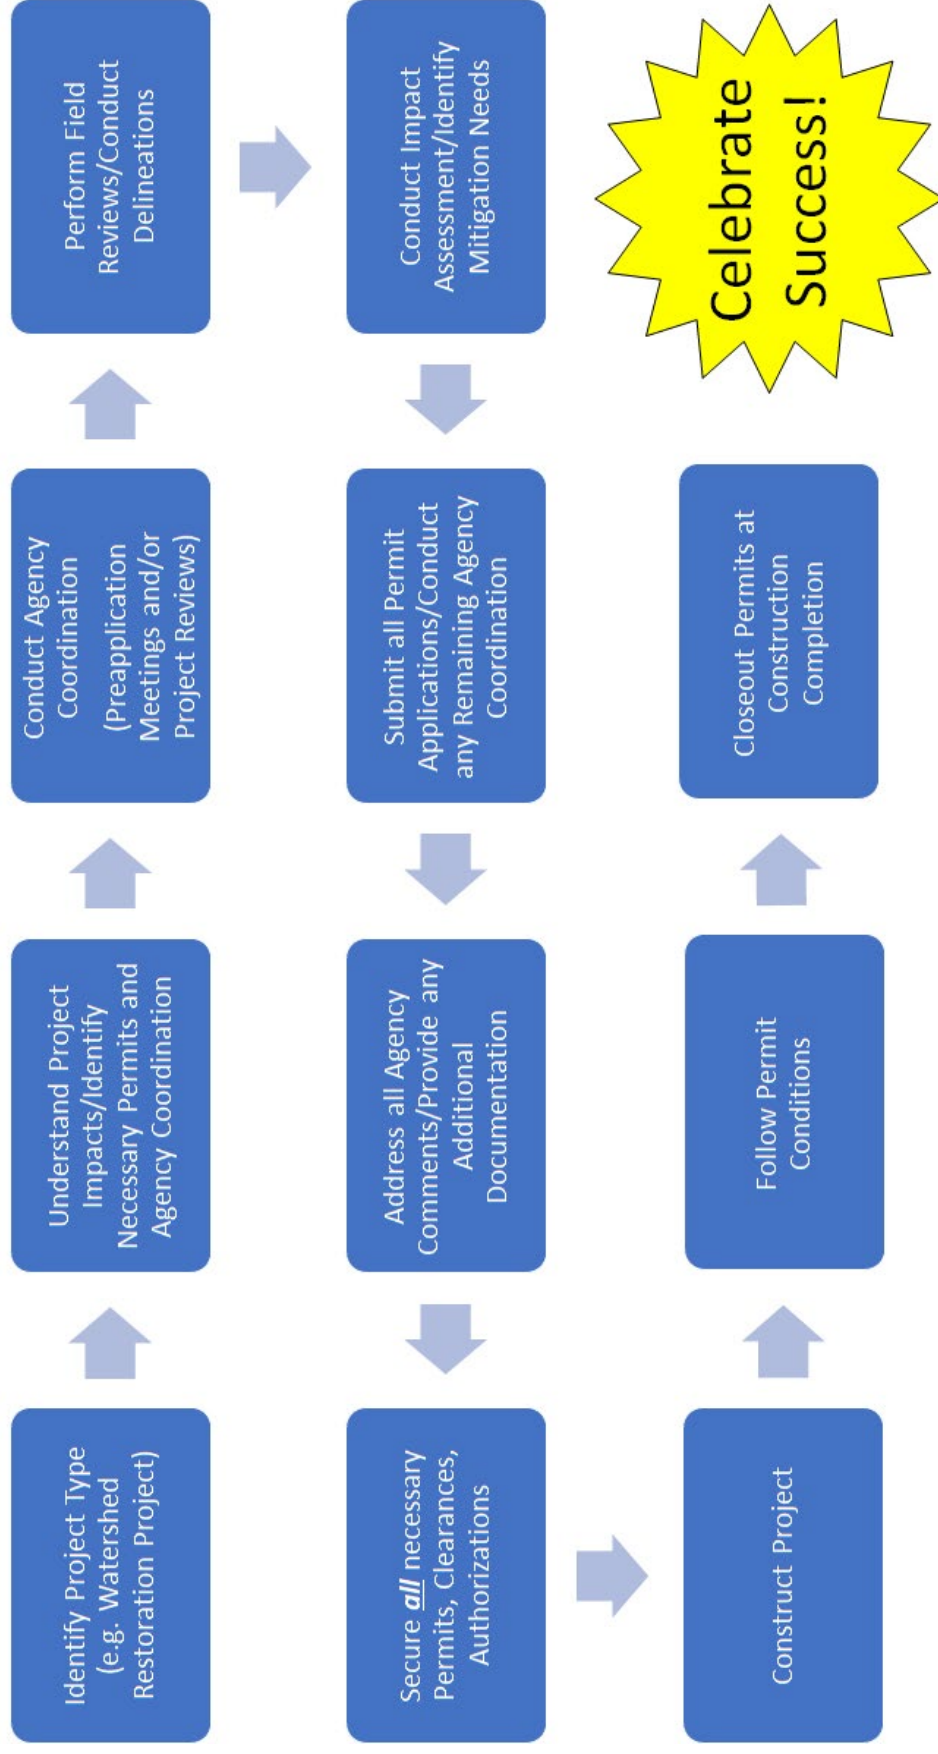 Identify Project Type
(e.g. Watershed
Restoration Project)
Understand Project
Impacts/Identify
Necessary Permits and
Agency Coordination
Conduct Agency
Coordination
(Preapplication
Meetings and/or
Project Reviews)
Perform Field
Reviews/Conduct
Delineations
Conduct Impact
Assessment/Identify
Mitigation Needs
Submit all Permit
Applications/Conduct
any Remaining Agency
Coordination
Address all Agency
Comments/Provide any
Additional
Documentation
Secure all necessary
Permits, Clearances,
Authorizations
Construct Project
Follow Permit
Conditions
Closeout Permits at
Construction
Completion
Celebrate
Success!